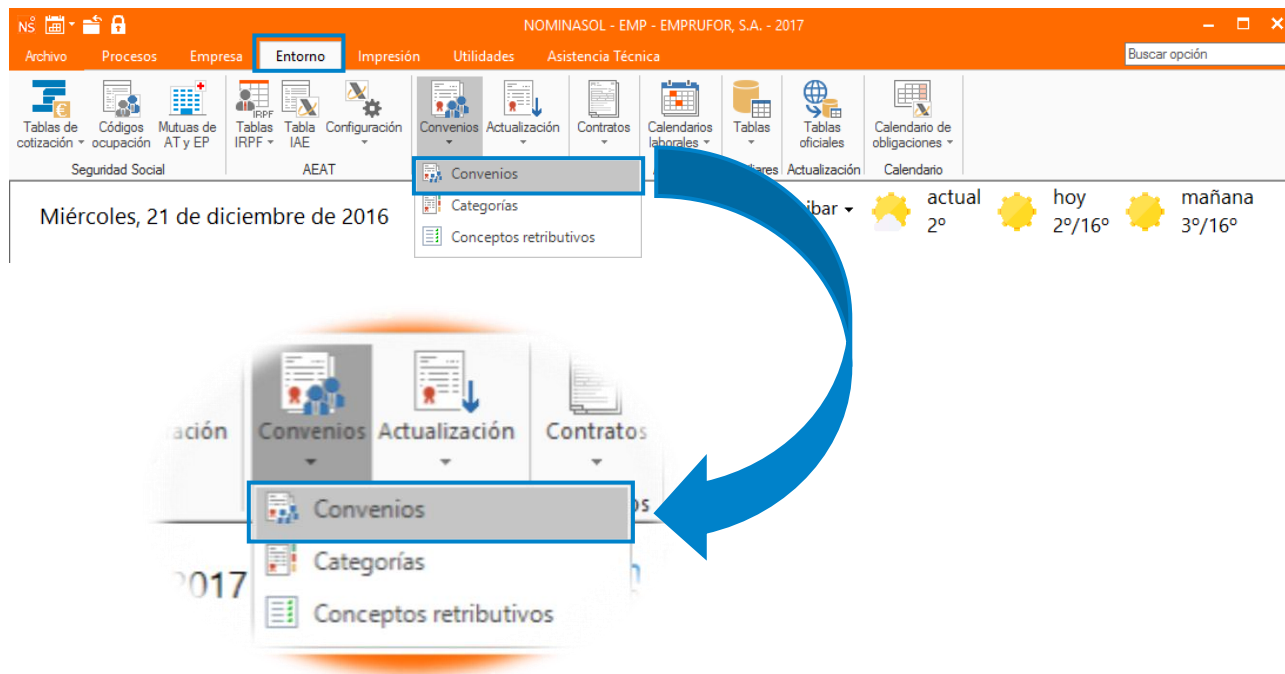 NS
NOMINASOL - EMP - EMPRUFOR, S.A. - 2017
Archivo Procesos Empresa Entorno Impresión Utilidades Asistencia Técnica Buscar opción
IRPF
Tablas de cotización
Códigos ocupación
Mutuas de AT y EP
Tablas IRPF
Tabla IAE
Configuración
Convenios
Actualización
Contratos
Calendarios laborales
Tablas
Tablas oficiales
Calendario de obligaciones
Seguridad Social AEAT Actualización Calendario
Convenios
Categorías
Conceptos retributivos
Miércoles, 21 de diciembre de 2016
actual
2º
hoy
2º/16º
mañana
3º/16º
Convenios Actualización Contratos
Convenios
Categorías
Conceptos retributivos
2017